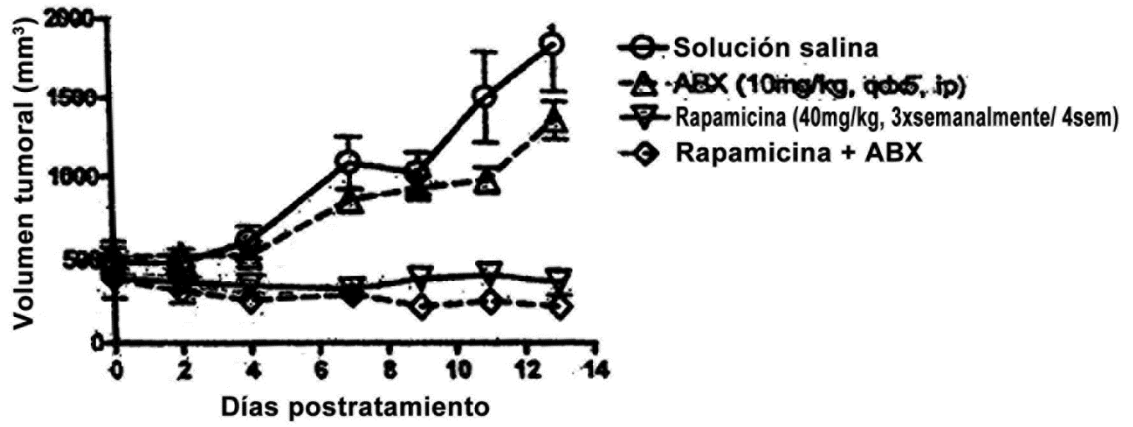 Volumen tumoral (mm³)
2000
1500
1000
500
0
0 2 4 6 8 10 12 14
Días postratamiento
Solución salina
ABX (10mg/kg, qdx5, ip)
Rapamicina (40mg/kg, 3xsemanalmente/ 4sem)
Rapamicina + ABX